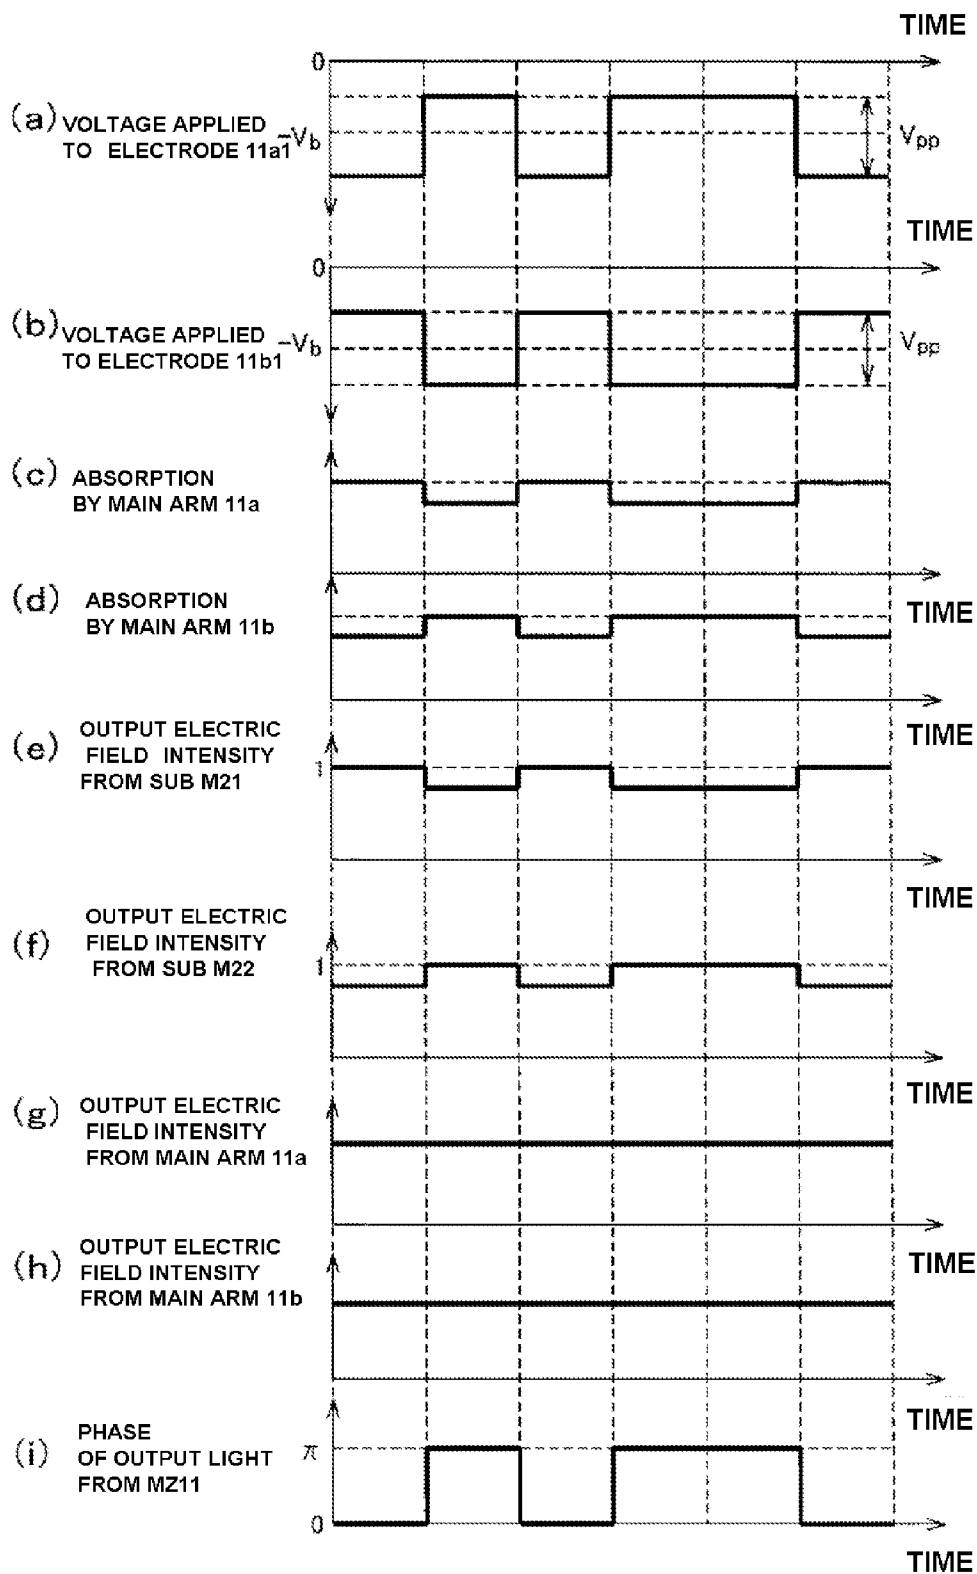 TIME
0
(a) VOLTAGE APPLIED
TO ELECTRODE 11a1
-Vb
Vpp
TIME
0
(b) VOLTAGE APPLIED
TO ELECTRODE 11b1
-Vb
Vpp
(c) ABSORPTION
BY MAIN ARM 11a
(d) ABSORPTION
BY MAIN ARM 11b
TIME
(e) OUTPUT ELECTRIC
FIELD INTENSITY
FROM SUB M21
1
TIME
(f) OUTPUT ELECTRIC
FIELD INTENSITY
FROM SUB M22
1
TIME
(g) OUTPUT ELECTRIC
FIELD INTENSITY
FROM MAIN ARM 11a
TIME
(h) OUTPUT ELECTRIC
FIELD INTENSITY
FROM MAIN ARM 11b
TIME
(i) PHASE
OF OUTPUT LIGHT
FROM MZ11
π
0
TIME
TIME